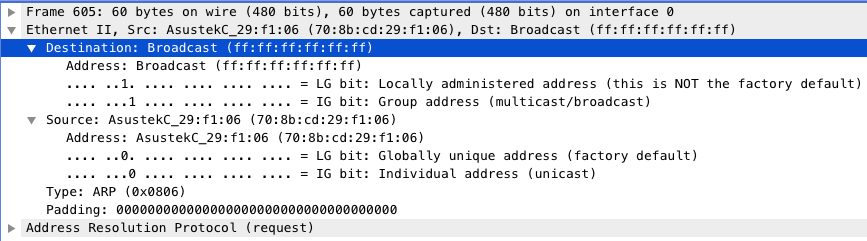 Frame 605: 60 bytes on wire (480 bits), 60 bytes captured (480 bits) on interface 0
Ethernet II, Src: AsustekC_29:f1:06 (70:8b:cd:29:f1:06), Dst: Broadcast (ff:ff:ff:ff:ff:ff)
Destination: Broadcast (ff:ff:ff:ff:ff:ff)
Address: Broadcast (ff:ff:ff:ff:ff:ff)
.... ..1. .... .... .... .... = LG bit: Locally administered address (this is NOT the factory default)
.... ...1 .... .... .... .... = IG bit: Group address (multicast/broadcast)
Source: AsustekC_29:f1:06 (70:8b:cd:29:f1:06)
Address: AsustekC_29:f1:06 (70:8b:cd:29:f1:06)
.... ..0. .... .... .... .... = LG bit: Globally unique address (factory default)
.... ...0 .... .... .... .... = IG bit: Individual address (unicast)
Type: ARP (0x0806)
Padding: 000000000000000000000000000000000000
Address Resolution Protocol (request)